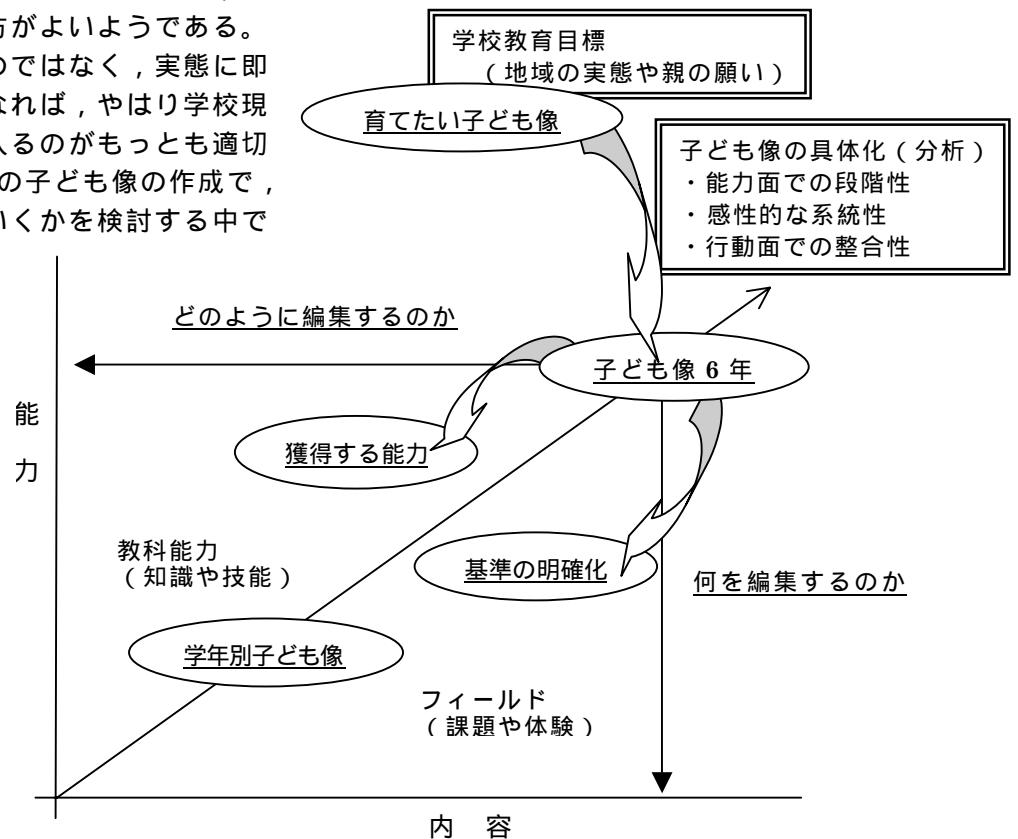 方がよいようである。
のではなく，実態に即
なれば，やはり学校現
入るのがもっとも適切
の子ども像の作成で，
いくかを検討する中で
学校教育目標
（地域の実態や親の願い）
育てたい子ども像
子ども像の具体化（分析）
・能力面での段階性
・感性的な系統性
・行動面での整合性
どのように編集するのか
子ども像 6 年
能
力
獲得する能力
教科能力
（知識や技能）
基準の明確化
何を編集するのか
学年別子ども像
フィールド
（課題や体験）
内　容